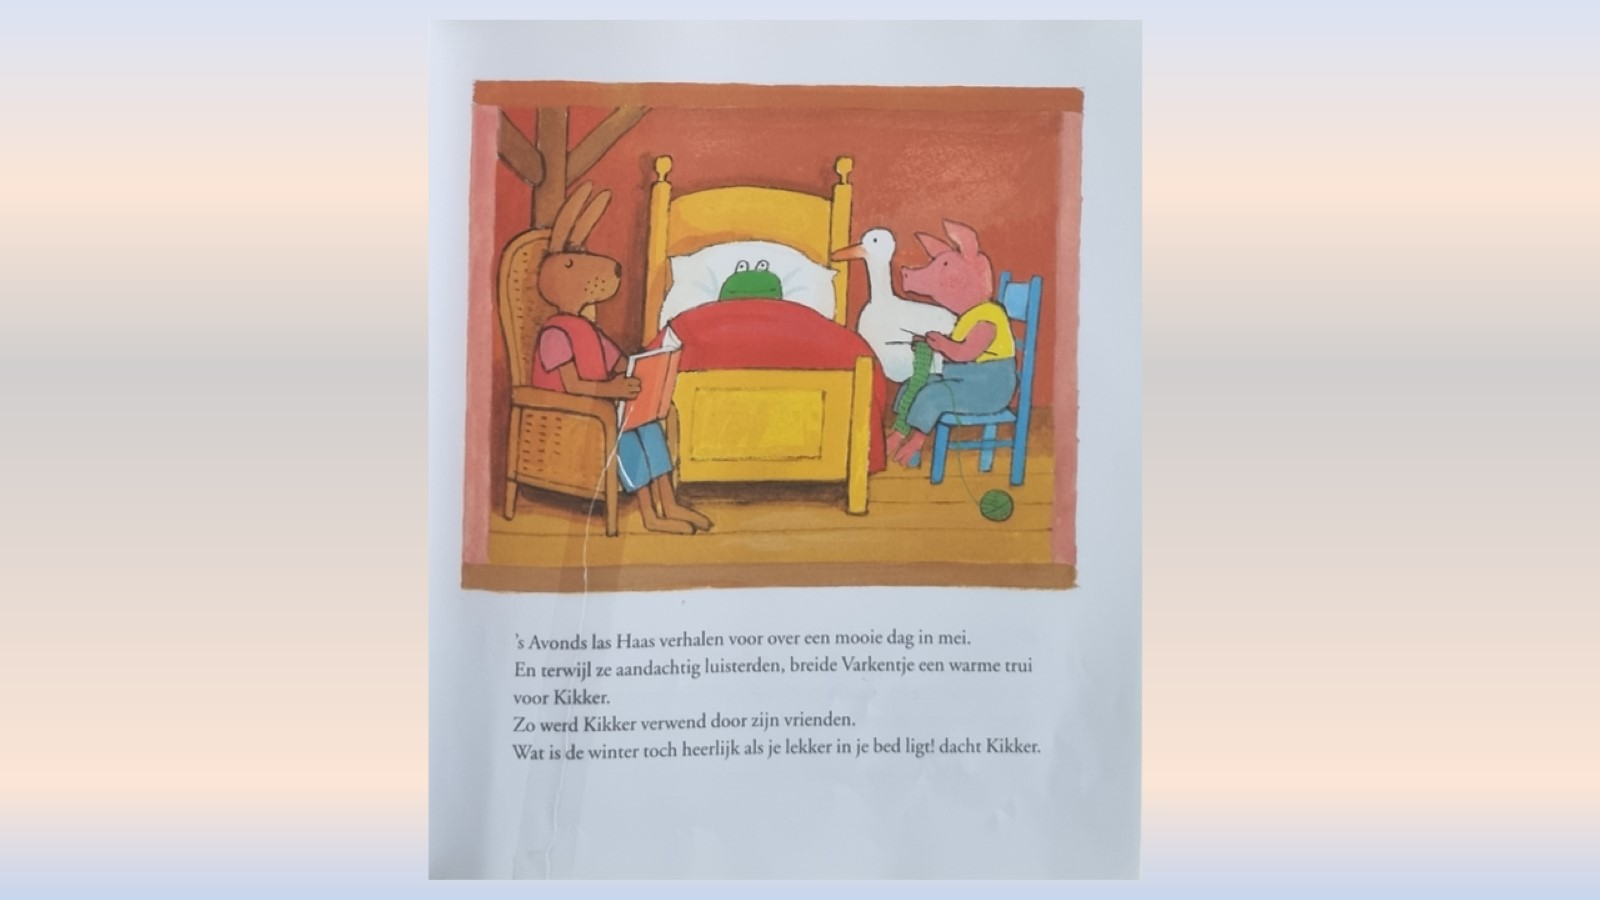 's Avonds las Haas verhalen voor over een mooie dag in mei.
En terwijl ze aandachtig luisterden, breide Varkentje een warme trui
voor Kikker.
Zo werd Kikker verwend door zijn vrienden.
Wat is de winter toch heerlijk als je lekker in je bed ligt! dacht Kikker.